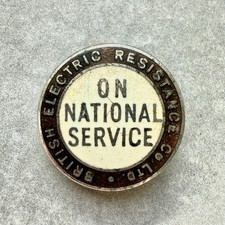 BRITISH ELECTRIC RESISTANCE Co. LTD.
ON
NATIONAL
SERVICE